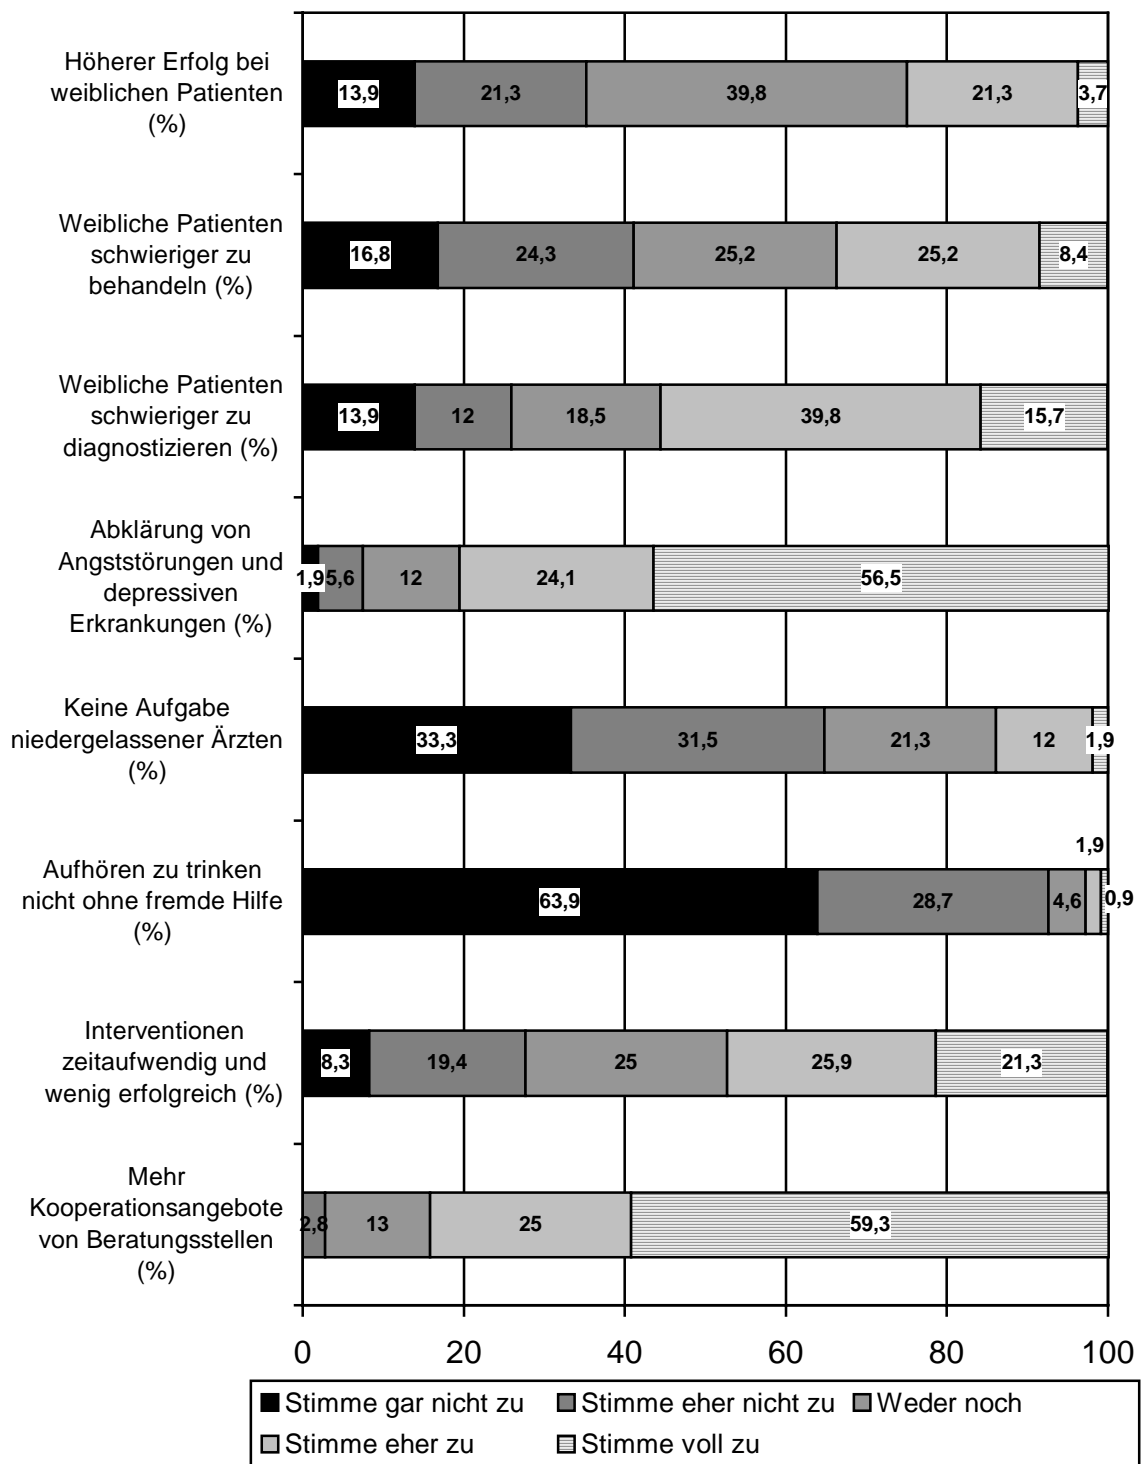 Höherer Erfolg bei
weiblichen Patienten
(%)
13,9 21,3 39,8 21,3 3,7
Weibliche Patienten
schwieriger zu
behandeln (%)
16,8 24,3 25,2 25,2 8,4
Weibliche Patienten
schwieriger zu
diagnostizieren (%)
13,9 12 18,5 39,8 15,7
Abklärung von
Angststörungen und
depressiven
Erkrankungen (%)
1,9 5,6 12 24,1 56,5
Keine Aufgabe
niedergelassener Ärzten
(%)
33,3 31,5 21,3 12 1,9
Aufhören zu trinken
nicht ohne fremde Hilfe
(%)
63,9 28,7 4,6 1,9 0,9
Interventionen
zeitaufwendig und
wenig erfolgreich (%)
8,3 19,4 25 25,9 21,3
Mehr
Kooperationsangebote
von Beratungsstellen
(%)
2,8 13 25 59,3
0 20 40 60 80 100
Stimme gar nicht zu Stimme eher nicht zu Weder noch
Stimme eher zu Stimme voll zu